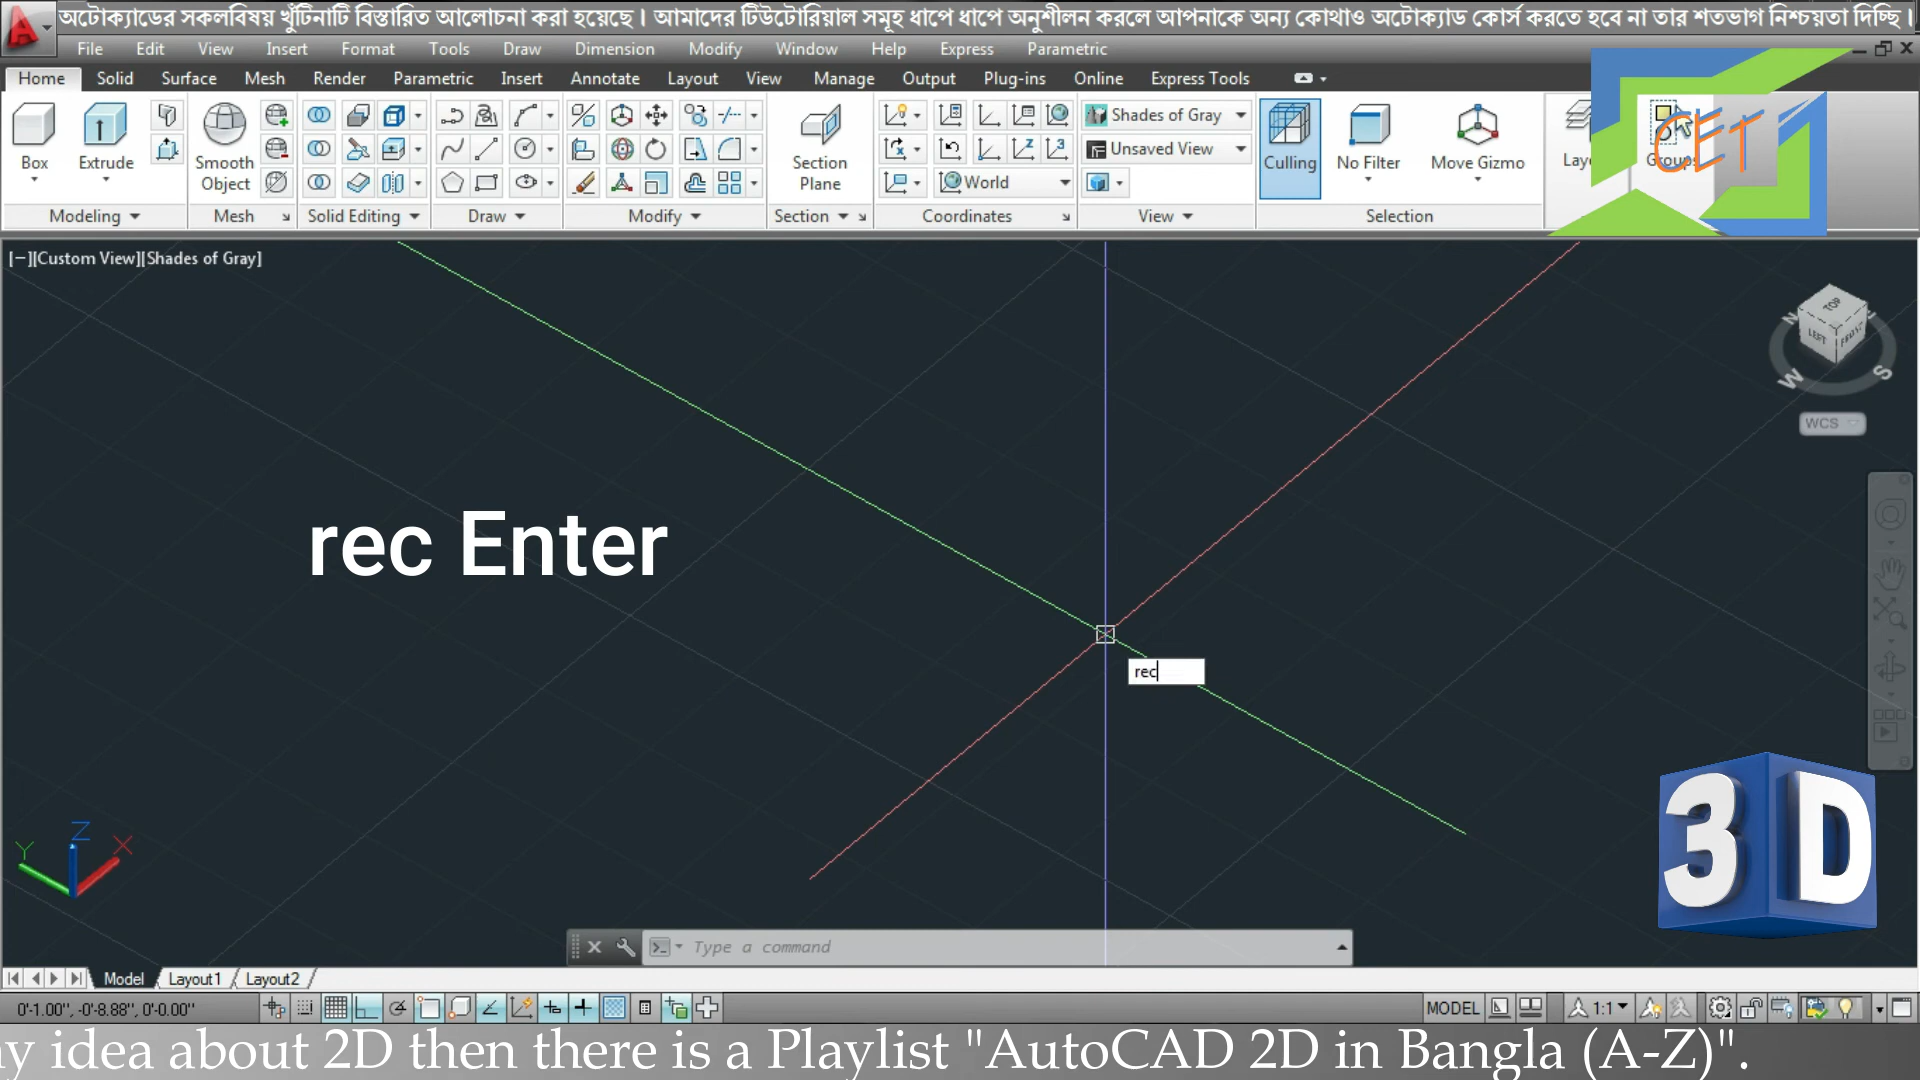 অটোক্যাডের সকলবিষয় খুঁটিনাটি বিস্তারিত আলোচনা করা হয়েছে। আমাদের টিউটোরিয়াল সমূহ ধাপে ধাপে অনুশীলন করলে আপনাকে অন্য কোথাও অটোক্যাড কোর্স করতে হবে না তার শতভাগ নিশ্চয়তা দিচ্ছি।
File Edit View Insert Format Tools Draw Dimension Modify Window Help Express Parametric
Home Solid Surface Mesh Render Parametric Insert Annotate Layout View Manage Output Plug-ins Online Express Tools
Shades of Gray
Unsaved View
World
Box Extrude Smooth Object Section Plane Culling No Filter Move Gizmo Groups
CET
Modeling Mesh Solid Editing Draw Modify Section Coordinates View Selection
[−][Custom View][Shades of Gray]
TOP
LEFT FRONT
N
W S
WCS
rec Enter
rec
3D
Z
Y X
Type a command
Model Layout1 Layout2
0'-1.00", -0'-8.88", 0'-0.00" MODEL 1:1
idea about 2D then there is a Playlist "AutoCAD 2D in Bangla (A-Z)".